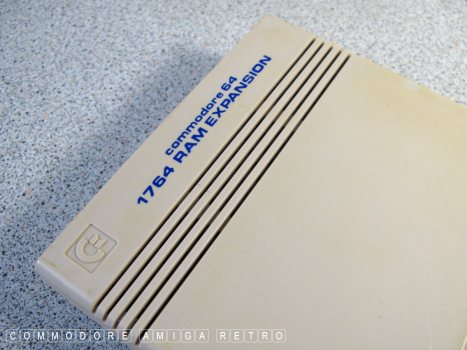 commodore 64
1764 RAM EXPANSION
COMMODORE AMIGA RETRO